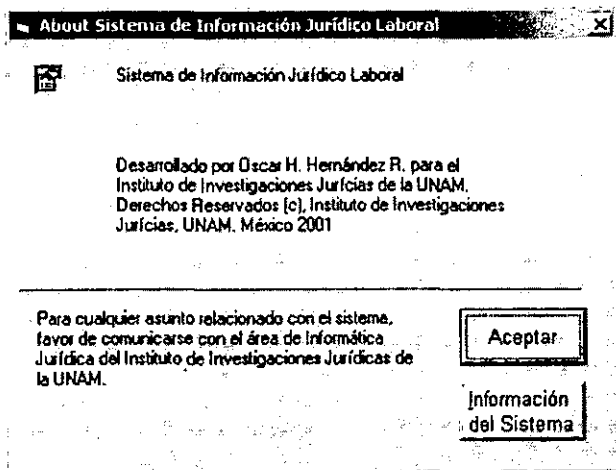 About Sistema de Información Jurídico Laboral
Sistema de Información Jurídico Laboral
Desarrollado por Oscar H. Hernández R. para el
Instituto de Investigaciones Jurícias de la UNAM.
Derechos Reservados (c), Instituto de Investigaciones
Jurícias, UNAM. México 2001
Para cualquier asunto relacionado con el sistema,
favor de comunicarse con el área de Informática
Jurídica del Instituto de Investigaciones Jurídicas de
la UNAM.
Aceptar
Información
del Sistema